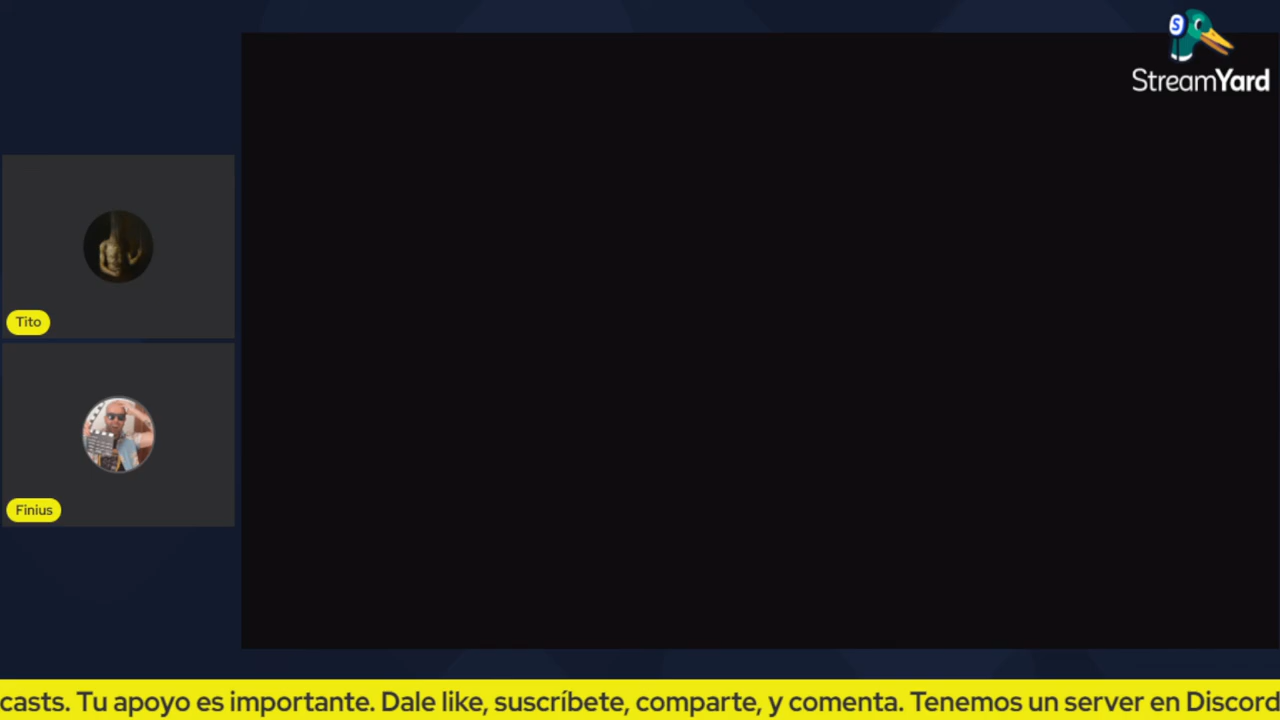 S
StreamYard
Tito
Finius
casts. Tu apoyo es importante. Dale like, suscríbete, comparte, y comenta. Tenemos un server en Discord